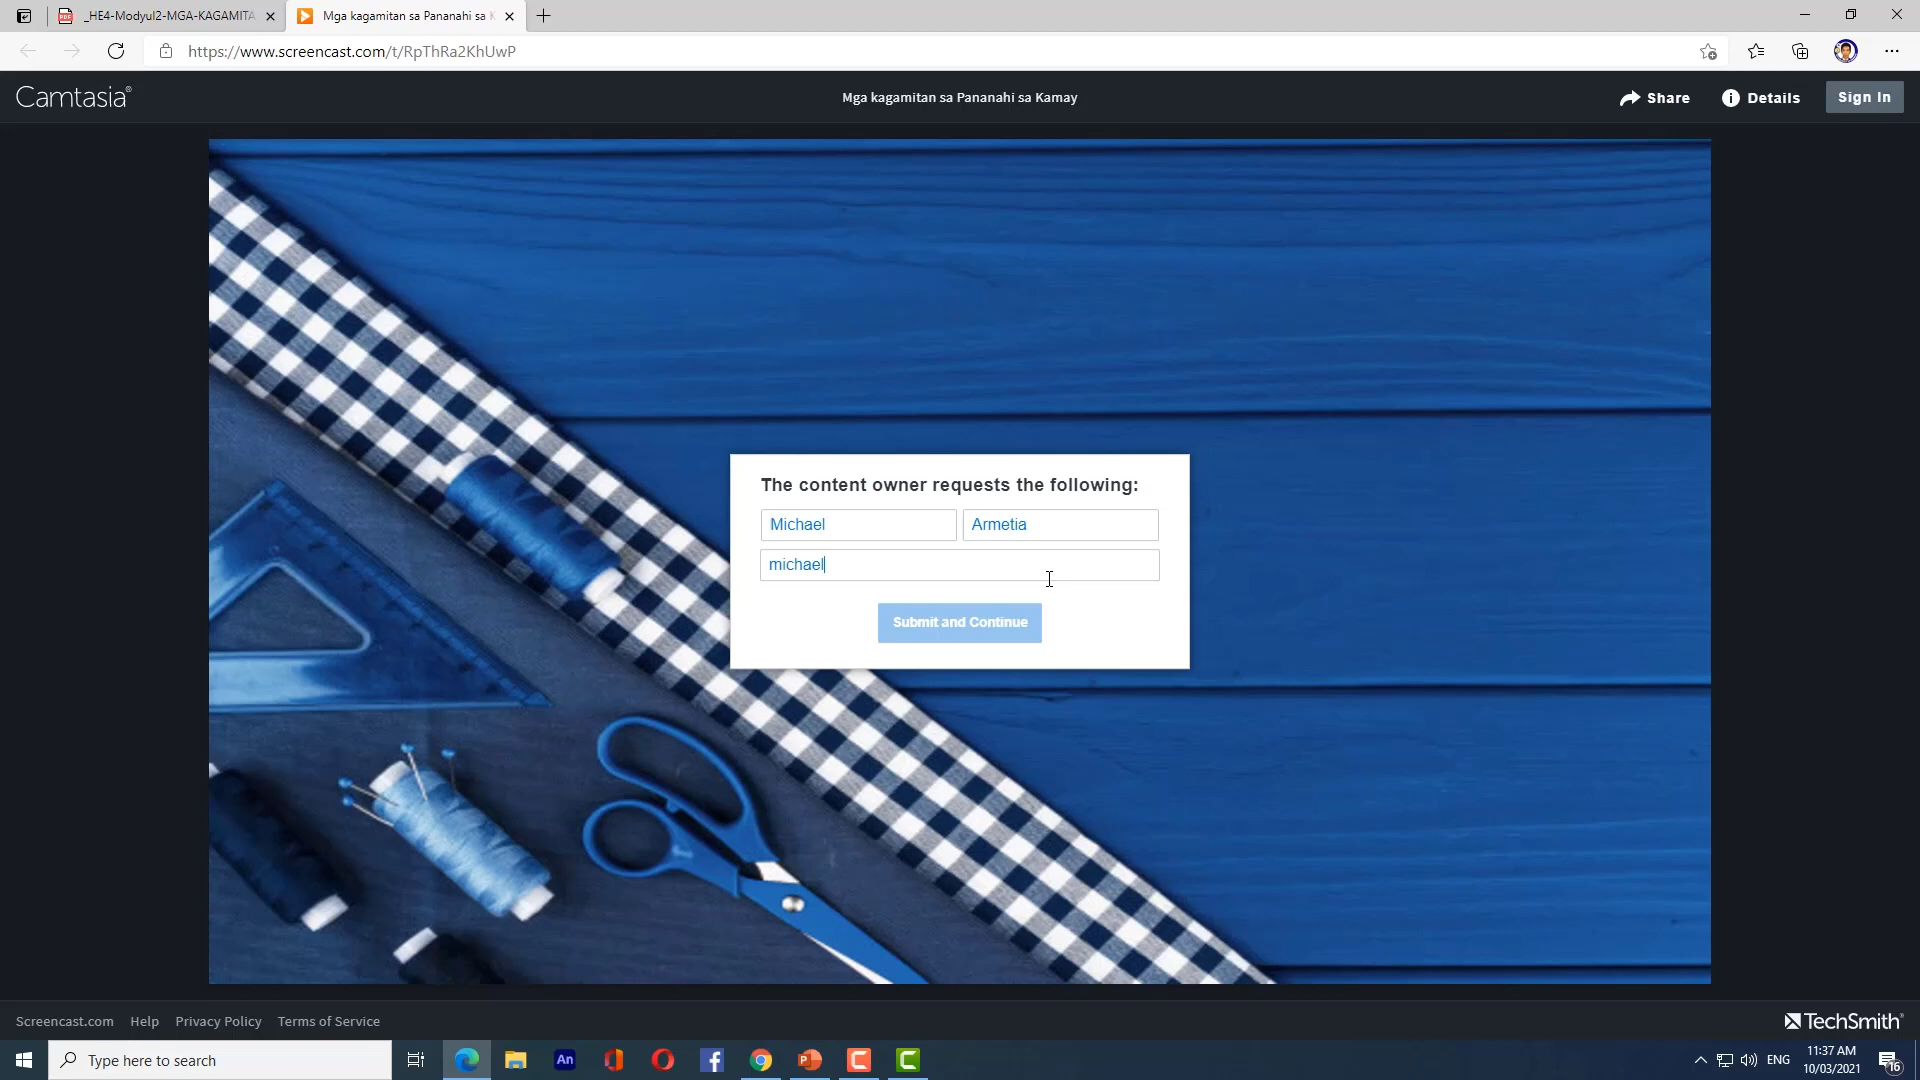 _HE4-Modyul2-MGA-KAGAMITA
Mga kagamitan sa Pananahi sa K
https://www.screencast.com/t/RpThRa2KhUwP
Camtasia®
Mga kagamitan sa Pananahi sa Kamay
Share
Details
Sign In
The content owner requests the following:
Michael
Armetia
michael
Submit and Continue
Screencast.com
Help
Privacy Policy
Terms of Service
TechSmith®
Type here to search
An
ENG
11:37 AM
10/03/2021
16